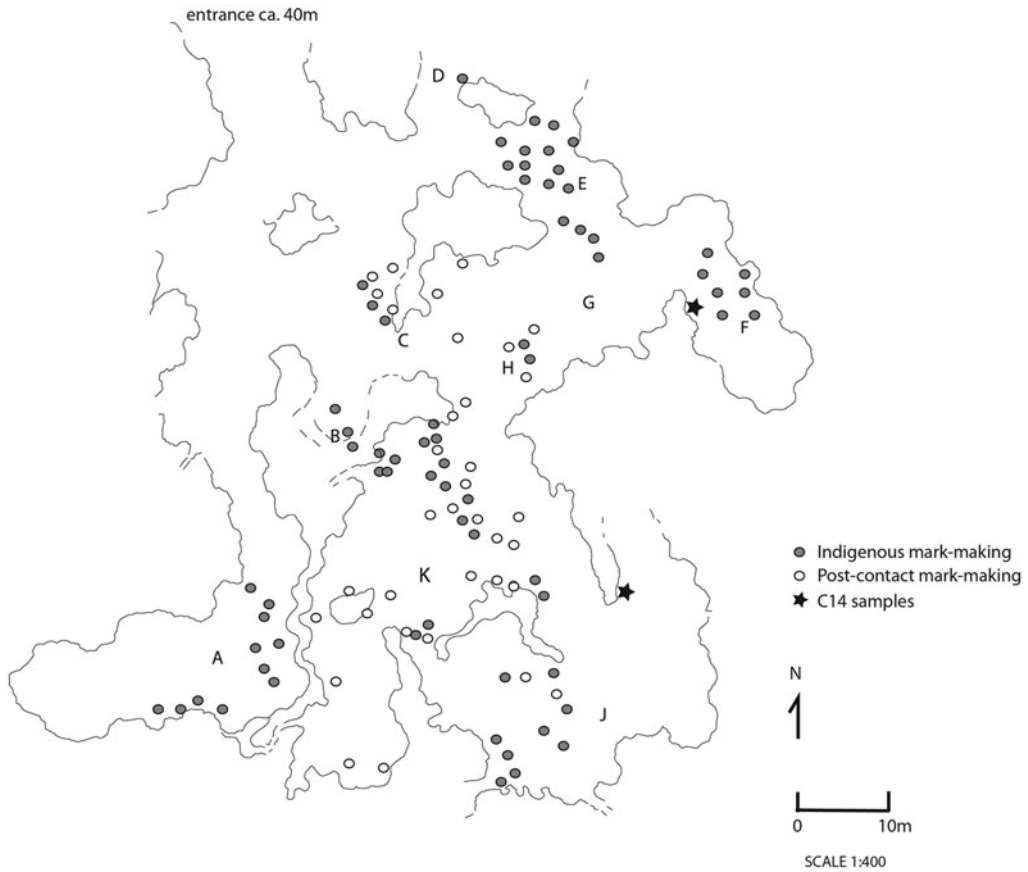 entrance ca. 40m
D
E
G
F
C
H
B
Indigenous mark-making
Post-contact mark-making
C14 samples
K
A
N
J
0 10m
SCALE 1:400